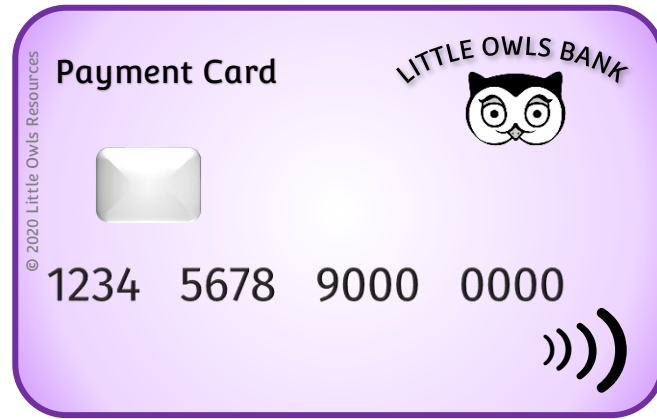 LITTLE OWLS BANK
Payment Card
© 2020 Little Owls Resources
1234 5678 9000 0000